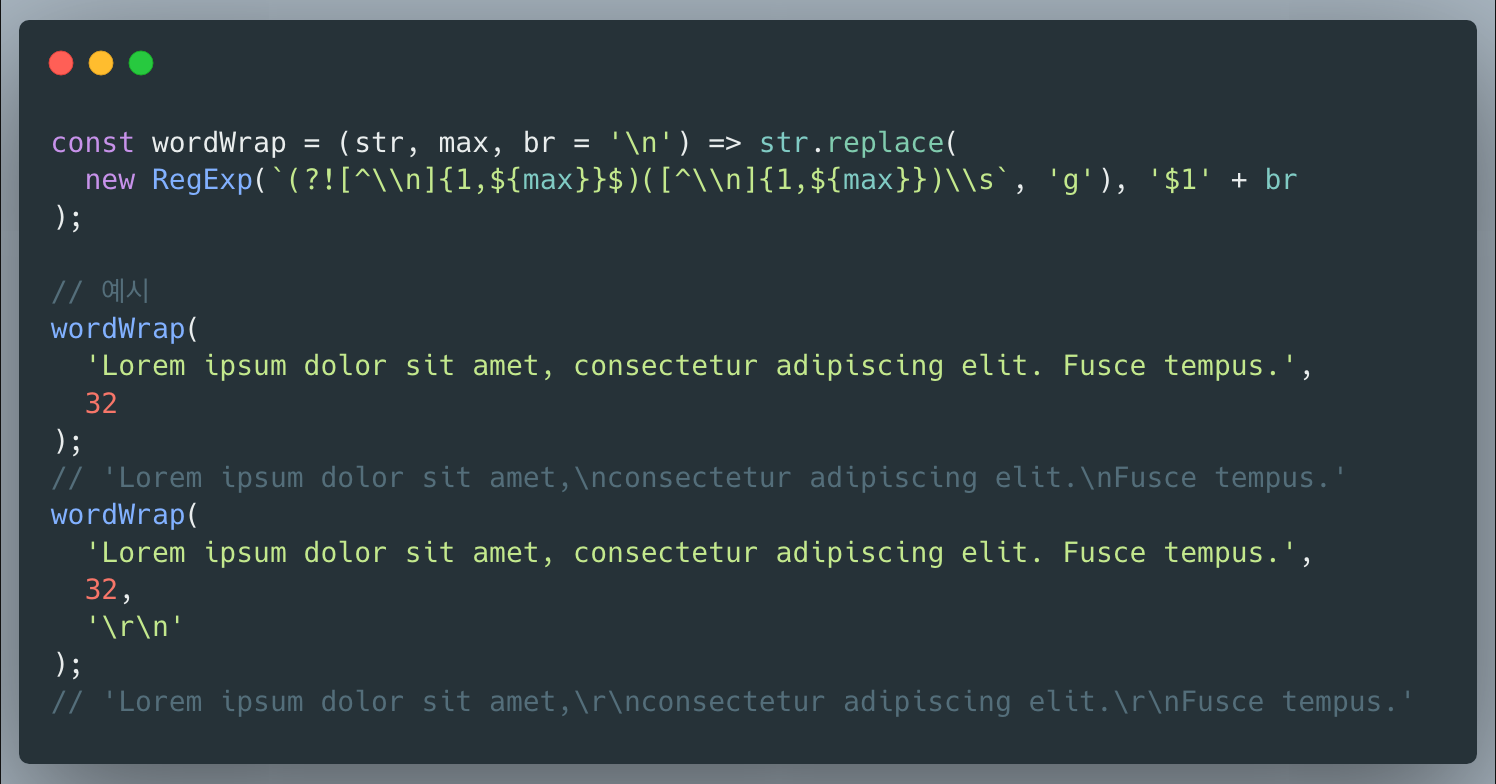 const wordWrap = (str, max, br = '\n') => str.replace(
  new RegExp(`(?![^\\n]{1,${max}}$)([^\\n]{1,${max}})\\s`, 'g'), '$1' + br
);

// 예시
wordWrap(
  'Lorem ipsum dolor sit amet, consectetur adipiscing elit. Fusce tempus.',
  32
);
// 'Lorem ipsum dolor sit amet,\nconsectetur adipiscing elit.\nFusce tempus.'
wordWrap(
  'Lorem ipsum dolor sit amet, consectetur adipiscing elit. Fusce tempus.',
  32,
  '\r\n'
);
// 'Lorem ipsum dolor sit amet,\r\nconsectetur adipiscing elit.\r\nFusce tempus.'